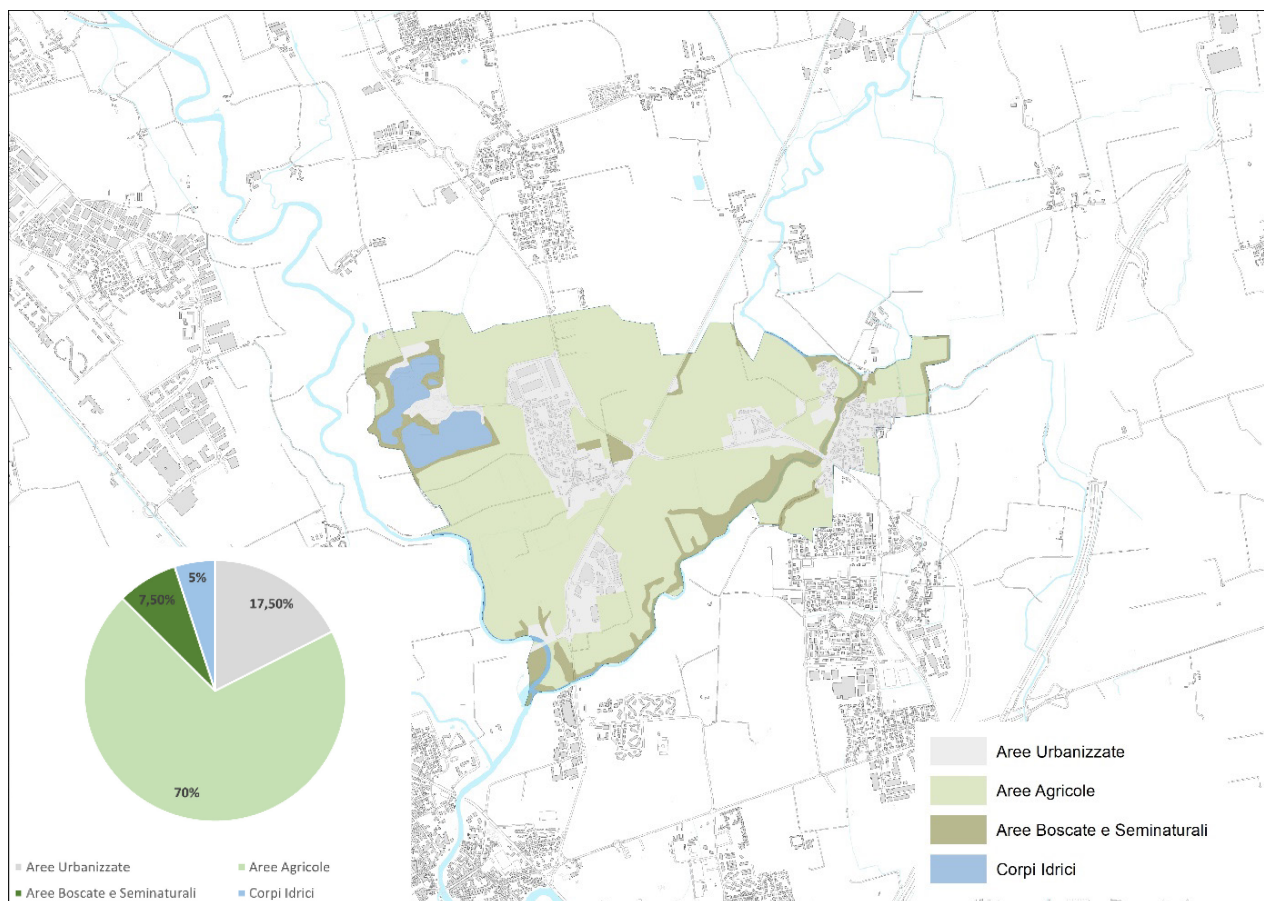 5%
7,50%
17,50%
70%
Aree Urbanizzate
Aree Agricole
Aree Boscate e Seminaturali
Corpi Idrici
Aree Urbanizzate
Aree Agricole
Aree Boscate e Seminaturali
Corpi Idrici